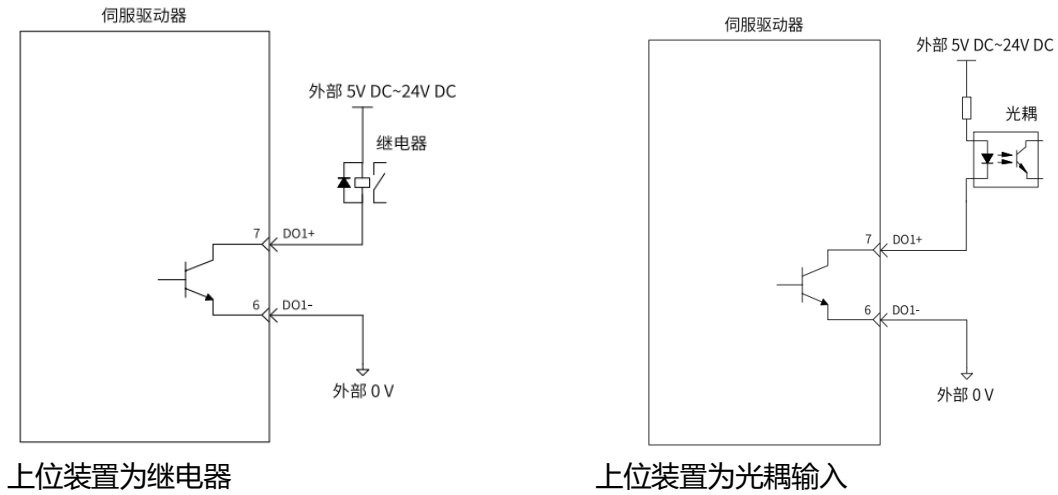 伺服驱动器
外部 5V DC~24V DC
继电器
7 DO1+
6 DO1-
外部 0 V
上位装置为继电器
伺服驱动器
外部 5V DC~24V DC
光耦
7 DO1+
6 DO1-
外部 0 V
上位装置为光耦输入